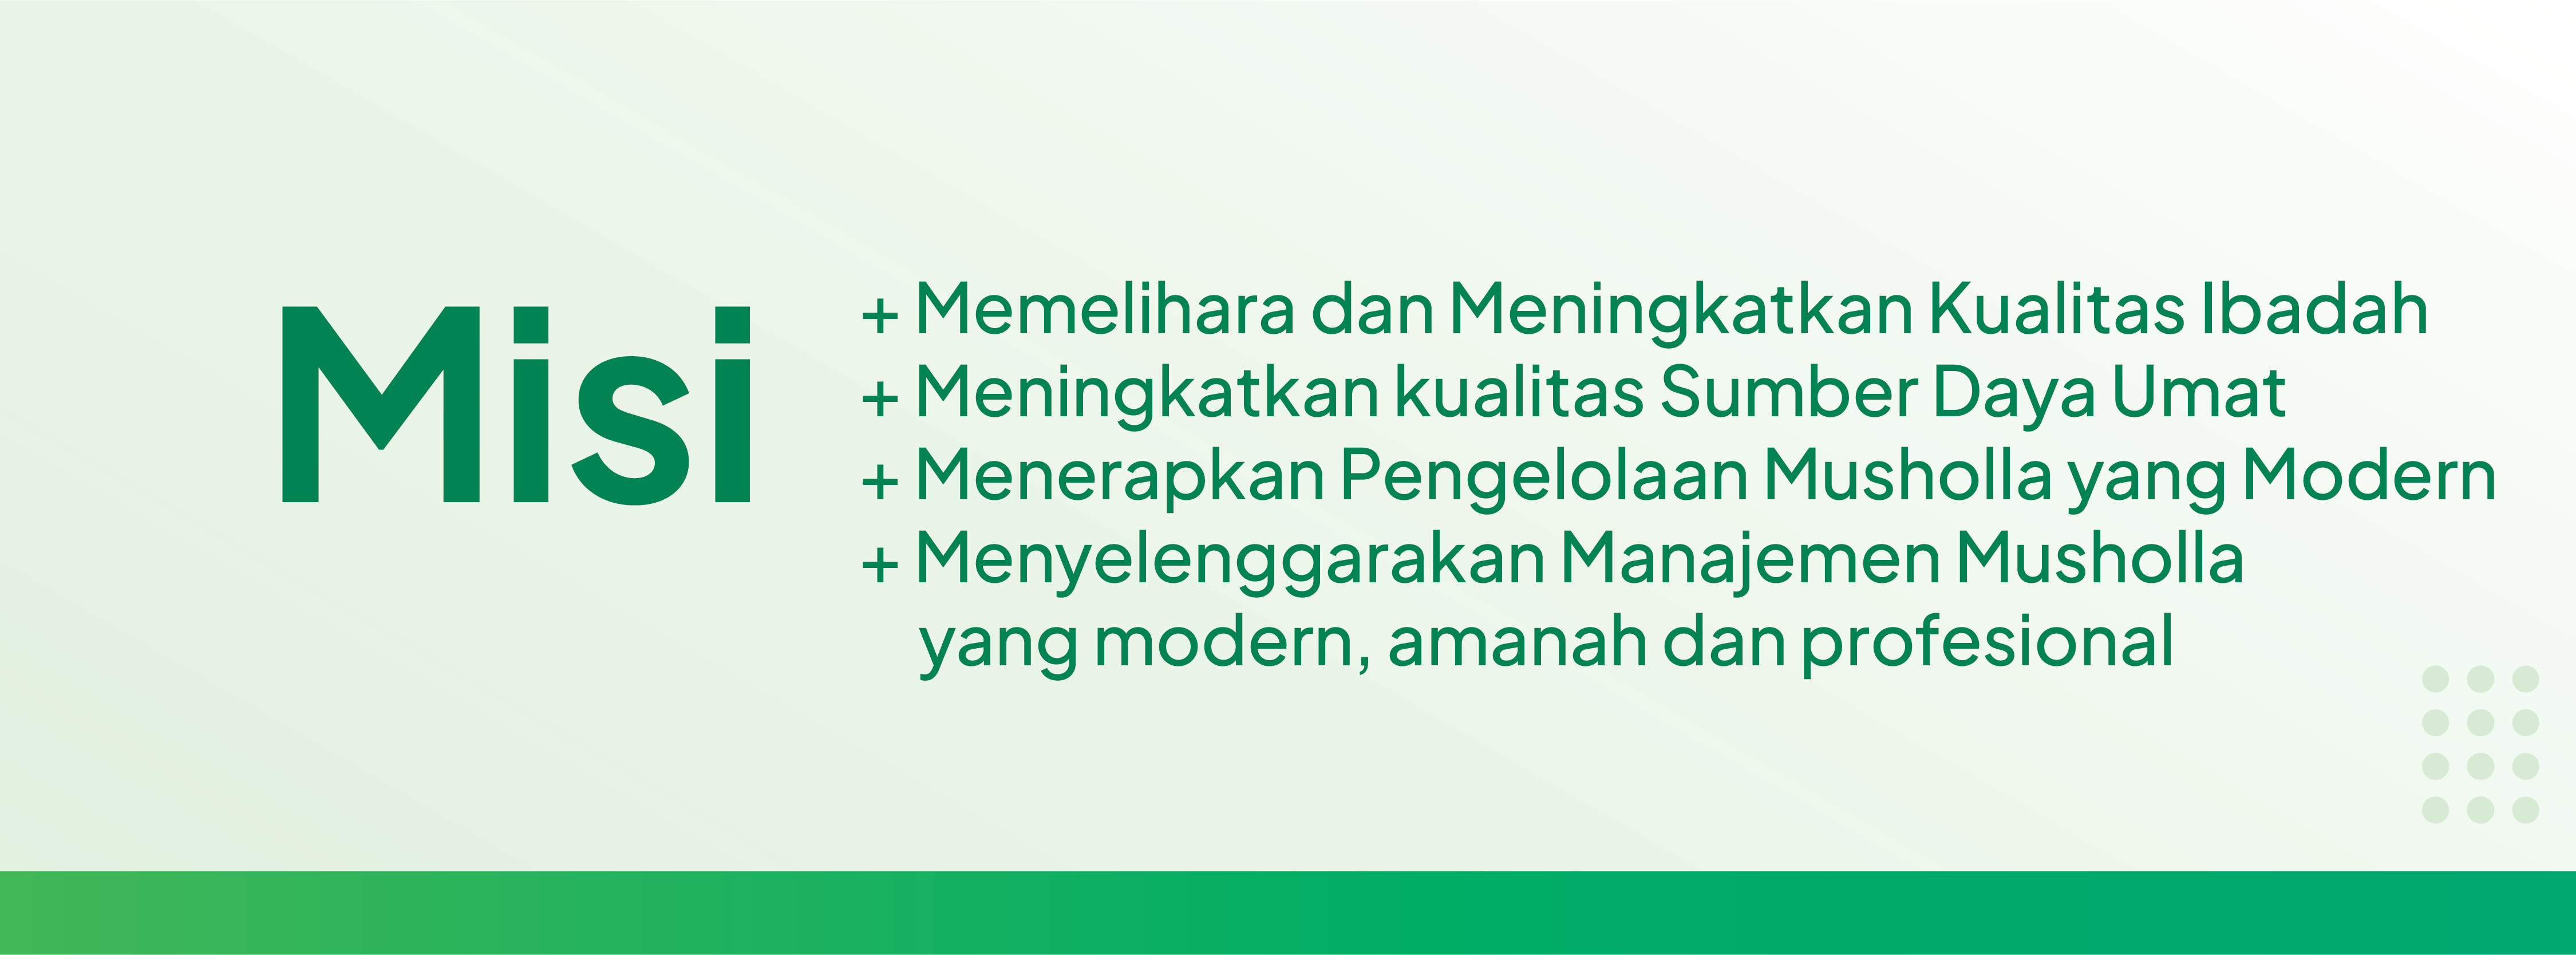 Misi
+ Memelihara dan Meningkatkan Kualitas Ibadah
+ Meningkatkan kualitas Sumber Daya Umat
+ Menerapkan Pengelolaan Musholla yang Modern
+ Menyelenggarakan Manajemen Musholla
yang modern, amanah dan profesional